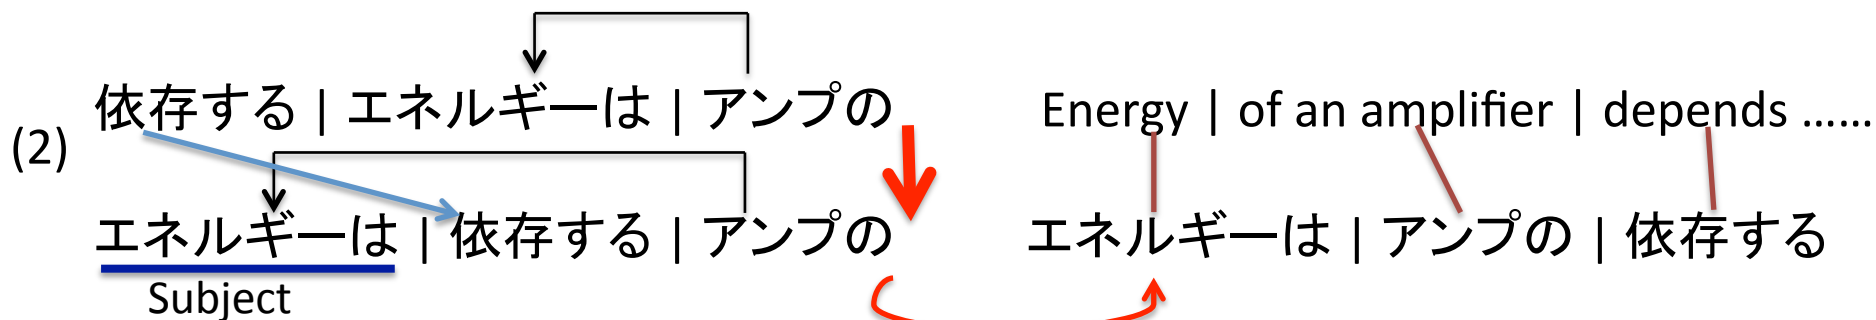 依存する | エネルギーは | アンプの
Energy | of an amplifier | depends ......
(2)
エネルギーは | 依存する | アンプの
エネルギーは | アンプの | 依存する
Subject